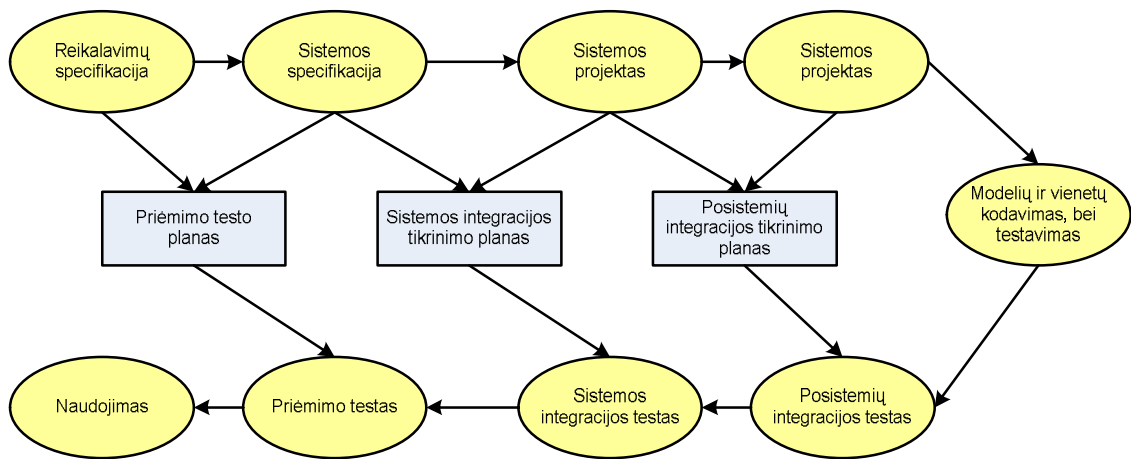 Reikalavimų
specifikacija
Sistemos
specifikacija
Sistemos
projektas
Sistemos
projektas
Priėmimo testo
planas
Sistemos integracijos
tikrinimo planas
Posistemių
integracijos tikrinimo
planas
Modelių ir vienetų
kodavimas, bei
testavimas
Naudojimas
Priėmimo testas
Sistemos
integracijos testas
Posistemių
integracijos testas